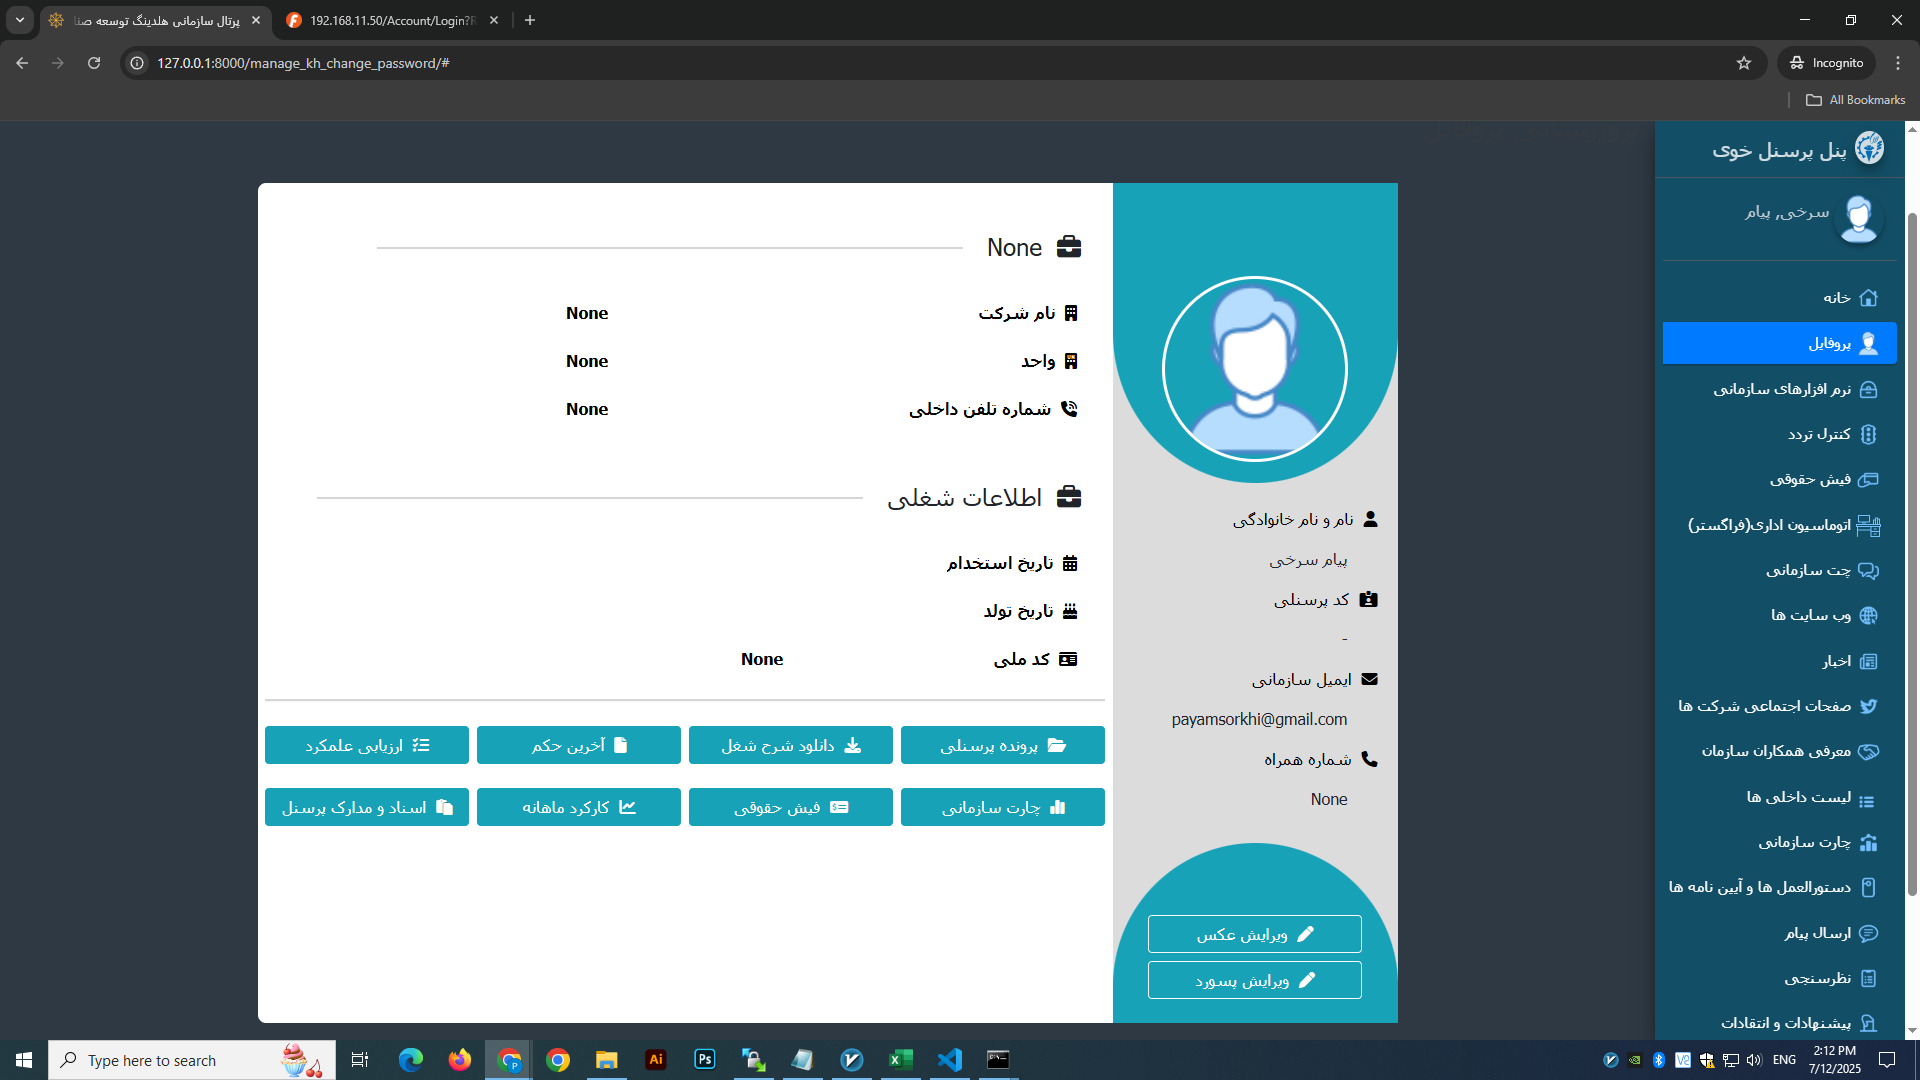 پرتال سازمانی هلدینگ توسعه صنا
192.168.11.50/Account/Login?R
127.0.0.1:8000/manage_kh_change_password/#
Incognito
All Bookmarks
پنل پرسنل خوی
سرخی, پیام
خانه
پروفایل
نرم افزارهای سازمانی
کنترل تردد
فیش حقوقی
اتوماسیون اداری(فراگستر)
چت سازمانی
وب سایت ها
اخبار
صفحات اجتماعی شرکت ها
معرفی همکاران سازمان
لیست داخلی ها
چارت سازمانی
دستورالعمل ها و آیین نامه ها
ارسال پیام
نظرسنجی
پیشنهادات و انتقادات
نام و نام خانوادگی
پیام سرخی
کد پرسنلی
-
ایمیل سازمانی
payamsorkhi@gmail.com
شماره همراه
None
ویرایش عکس
ویرایش پسورد
None
نام شرکت None
واحد None
شماره تلفن داخلی None
اطلاعات شغلی
تاریخ استخدام
تاریخ تولد
کد ملی None
پرونده پرسنلی دانلود شرح شغل آخرین حکم ارزیابی علمکرد
چارت سازمانی فیش حقوقی کارکرد ماهانه اسناد و مدارک پرسنل
Type here to search
Ai
Ps
ENG
2:12 PM
7/12/2025